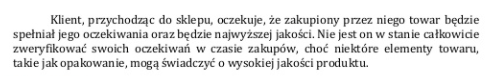 Klient, przychodząc do sklepu, oczekuje, że zakupiony przez niego towar będzie
spełniał jego oczekiwania oraz będzie najwyższej jakości. Nie jest on w stanie całkowicie
zweryfikować swoich oczekiwań w czasie zakupów, choć niektóre elementy towaru,
takie jak opakowanie, mogą świadczyć o wysokiej jakości produktu.